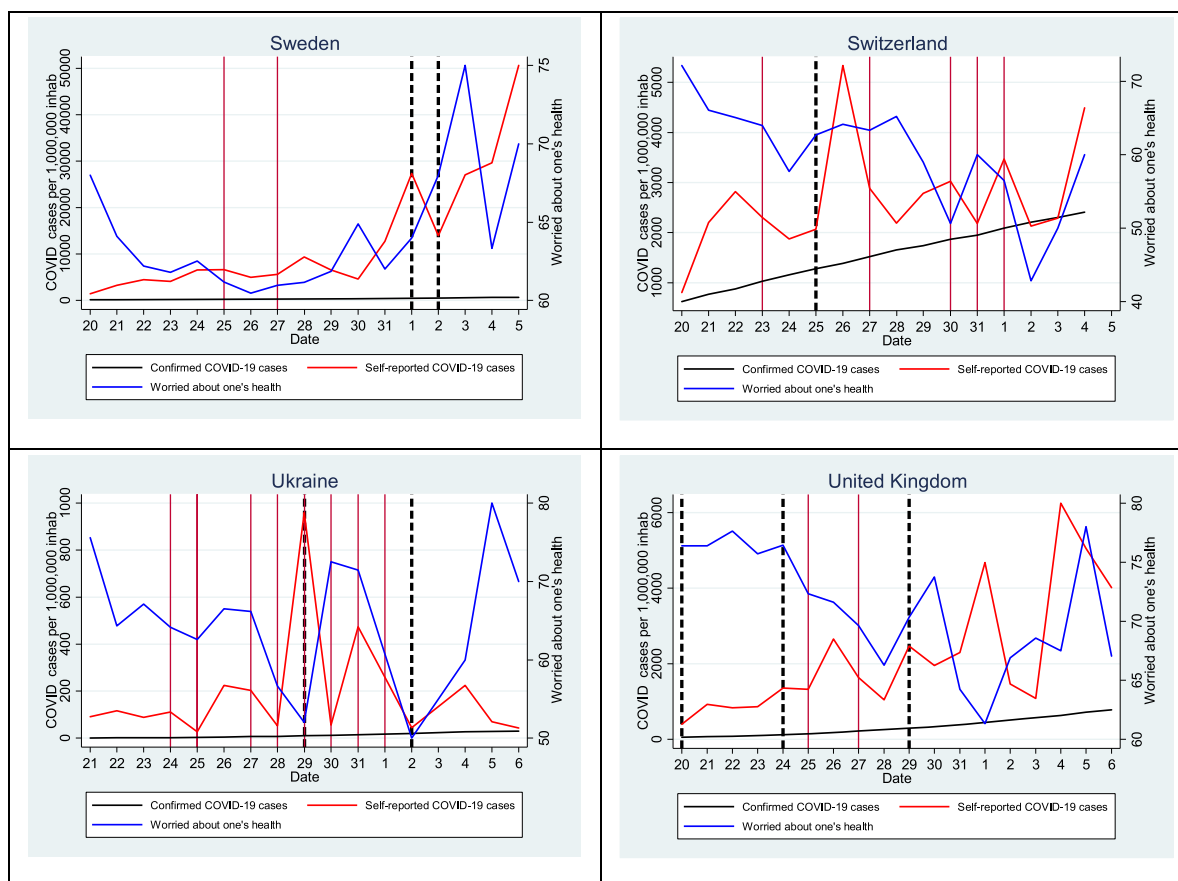 Sweden
COVID cases per 1,000,000 inhab
0 10000 20000 30000 40000 50000
60 65 70 75
Worried about one's health
20 21 22 23 24 25 26 27 28 29 30 31 1 2 3 4 5
Date
Confirmed COVID-19 cases Self-reported COVID-19 cases
Worried about one's health
Switzerland
COVID cases per 1,000,000 inhab
1000 2000 3000 4000 5000
40 50 60 70
Worried about one's health
20 21 22 23 24 25 26 27 28 29 30 31 1 2 3 4 5
Date
Confirmed COVID-19 cases Self-reported COVID-19 cases
Worried about one's health
Ukraine
COVID cases per 1,000,000 inhab
0 200 400 600 800 1000
50 60 70 80
Worried about one's health
21 22 23 24 25 26 27 28 29 30 31 1 2 3 4 5 6
Date
Confirmed COVID-19 cases Self-reported COVID-19 cases
Worried about one's health
United Kingdom
COVID cases per 1,000,000 inhab
0 2000 4000 6000
60 65 70 75 80
Worried about one's health
20 21 22 23 24 25 26 27 28 29 30 31 1 2 3 4 5 6
Date
Confirmed COVID-19 cases Self-reported COVID-19 cases
Worried about one's health